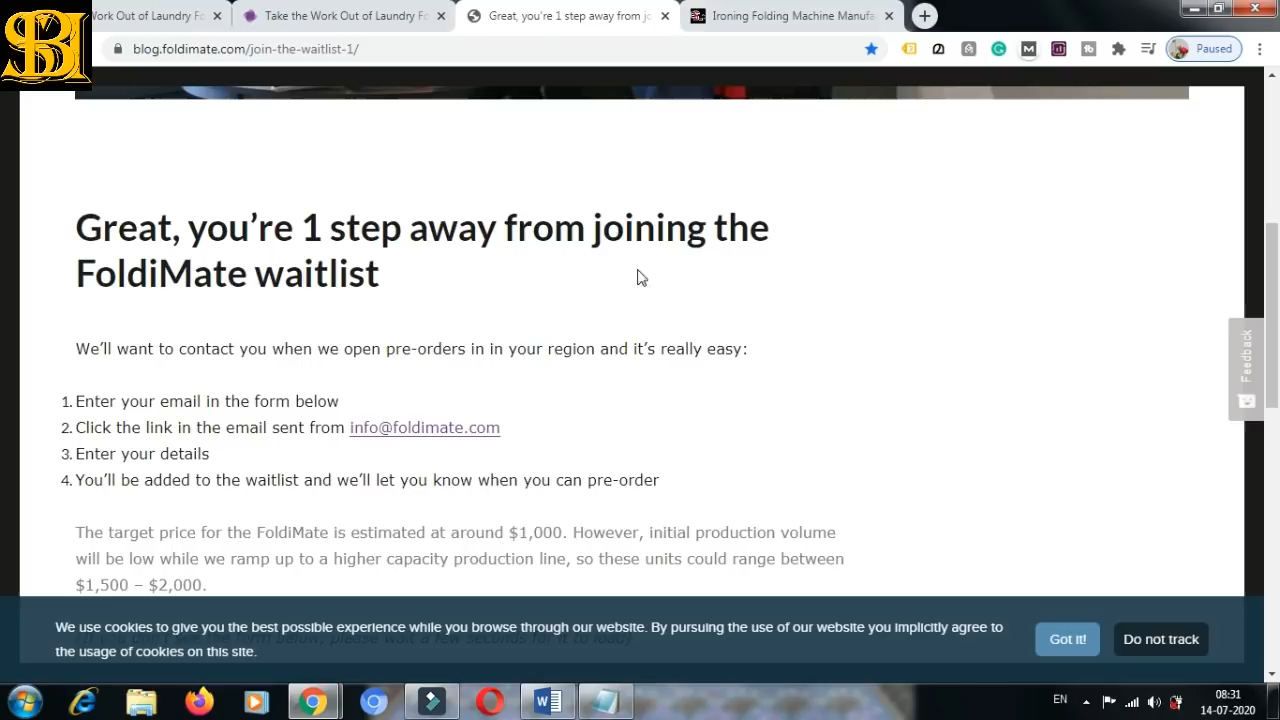 Work Out of Laundry Fo
Take the Work Out of Laundry Fo
Great, you're 1 step away from jo
Ironing Folding Machine Manufa
SBI
blog.foldimate.com/join-the-waitlist-1/
Paused
Great, you're 1 step away from joining the
FoldiMate waitlist
We'll want to contact you when we open pre-orders in in your region and it's really easy:
1. Enter your email in the form below
2. Click the link in the email sent from info@foldimate.com
3. Enter your details
4. You'll be added to the waitlist and we'll let you know when you can pre-order
Feedback
The target price for the FoldiMate is estimated at around $1,000. However, initial production volume
will be low while we ramp up to a higher capacity production line, so these units could range between
$1,500 – $2,000.
We use cookies to give you the best possible experience while you browse through our website. By pursuing the use of our website you implicitly agree to
the usage of cookies on this site.
Got it!
Do not track
EN
08:31
14-07-2020